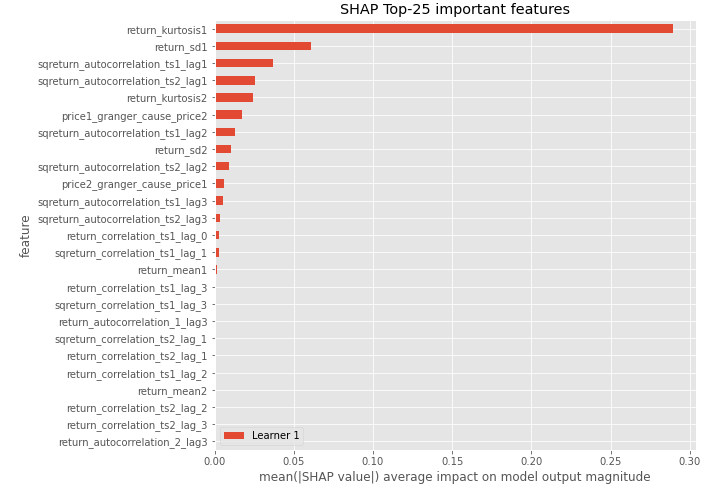 SHAP Top-25 important features
return_kurtosis1
return_sd1
sqreturn_autocorrelation_ts1_lag1
sqreturn_autocorrelation_ts2_lag1
return_kurtosis2
price1_granger_cause_price2
sqreturn_autocorrelation_ts1_lag2
return_sd2
sqreturn_autocorrelation_ts2_lag2
price2_granger_cause_price1
sqreturn_autocorrelation_ts1_lag3
sqreturn_autocorrelation_ts2_lag3
return_correlation_ts1_lag_0
sqreturn_correlation_ts1_lag_1
return_mean1
return_correlation_ts1_lag_3
sqreturn_correlation_ts1_lag_3
return_autocorrelation_1_lag3
sqreturn_correlation_ts2_lag_1
return_correlation_ts2_lag_1
return_correlation_ts1_lag_2
return_mean2
return_correlation_ts2_lag_2
return_correlation_ts2_lag_3
return_autocorrelation_2_lag3
feature
Learner 1
0.00 0.05 0.10 0.15 0.20 0.25 0.30
mean(|SHAP value|) average impact on model output magnitude